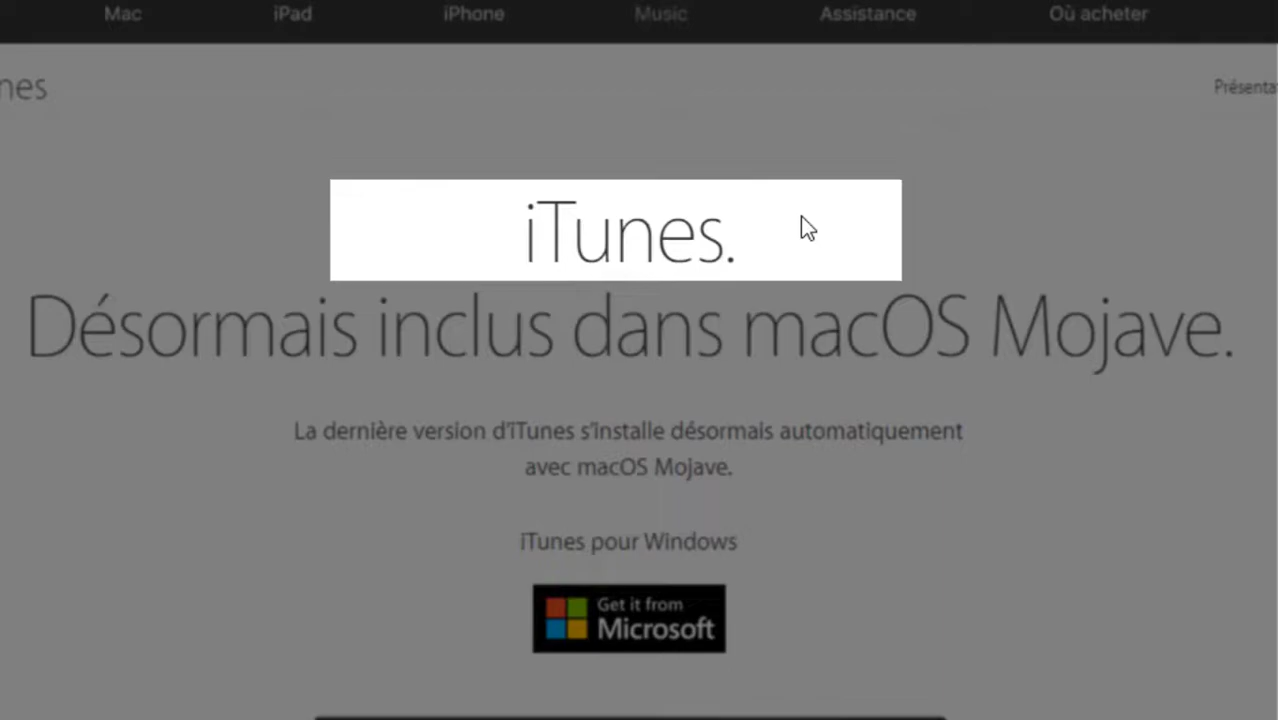 Mac iPad iPhone Music Assistance Où acheter
nes
iTunes.
Désormais inclus dans macOS Mojave.
La dernière version d'iTunes s'installe désormais automatiquement
avec macOS Mojave.
iTunes pour Windows
Get it from
Microsoft